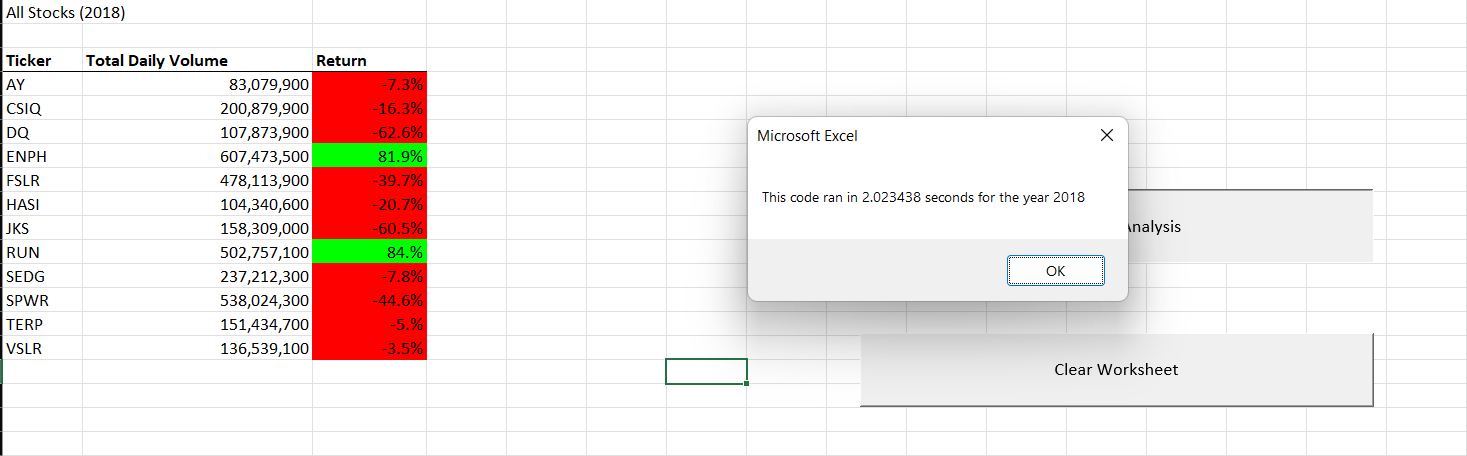 All Stocks (2018)
Ticker Total Daily Volume Return
AY 83,079,900 -7.3%
CSIQ 200,879,900 -16.3%
DQ 107,873,900 -62.6%
ENPH 607,473,500 81.9%
FSLR 478,113,900 -39.7%
HASI 104,340,600 -20.7%
JKS 158,309,000 -60.5%
RUN 502,757,100 84.%
SEDG 237,212,300 -7.8%
SPWR 538,024,300 -44.6%
TERP 151,434,700 -5.%
VSLR 136,539,100 -3.5%
Microsoft Excel
This code ran in 2.023438 seconds for the year 2018
OK
Analysis
Clear Worksheet